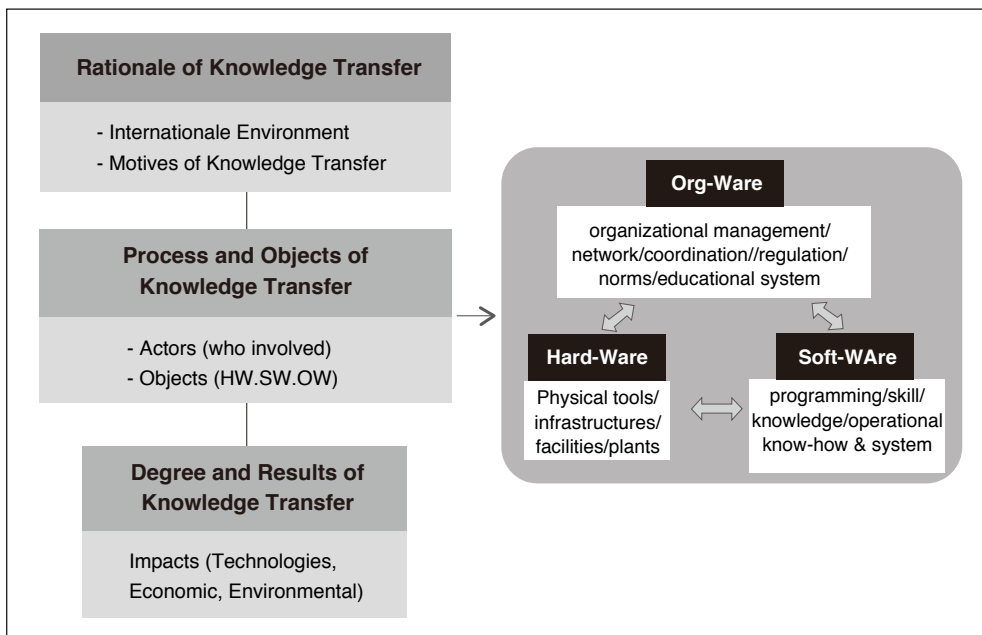 Rationale of Knowledge Transfer
- Internationale Environment
- Motives of Knowledge Transfer
Process and Objects of
Knowledge Transfer
- Actors (who involved)
- Objects (HW.SW.OW)
Degree and Results of
Knowledge Transfer
Impacts (Technologies,
Economic, Environmental)
Org-Ware
organizational management/
network/coordination//regulation/
norms/educational system
Hard-Ware
Physical tools/
infrastructures/
facilities/plants
Soft-WAre
programming/skill/
knowledge/operational
know-how & system